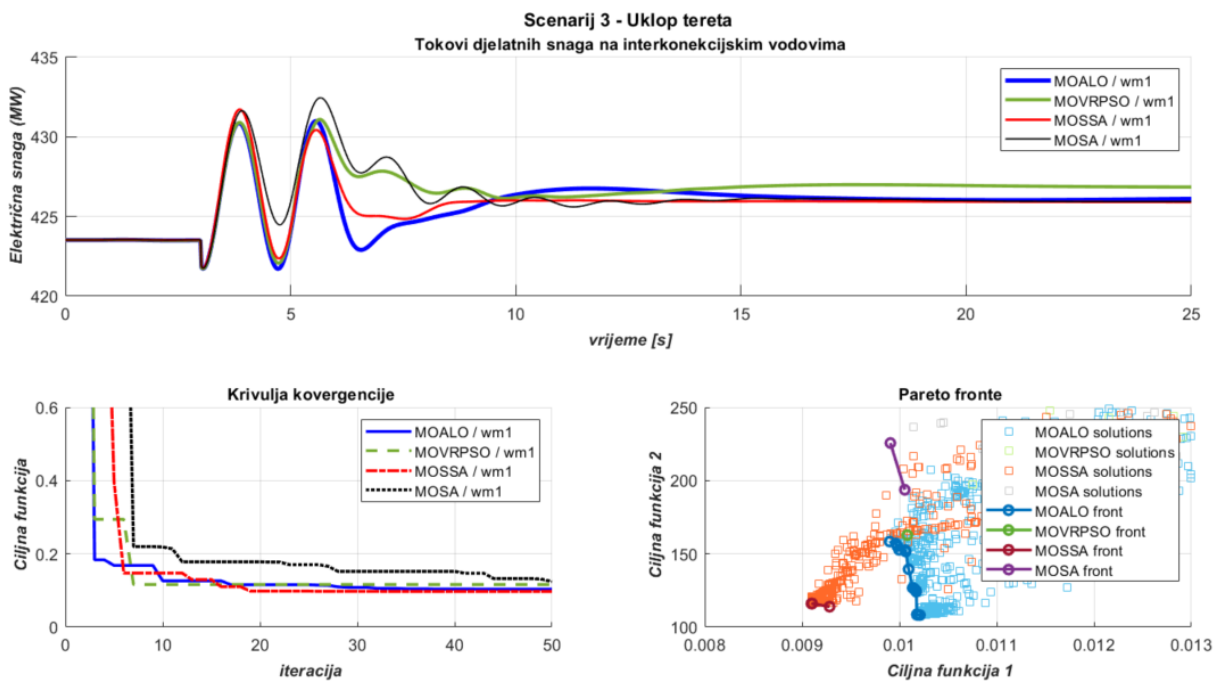 Scenarij 3 - Uklop tereta
Tokovi djelatnih snaga na interkonekcijskim vodovima
Električna snaga (MW)
435
430
425
420
0
5
10
15
20
25
vrijeme [s]
MOALO / wm1
MOVRPSO / wm1
MOSSA / wm1
MOSA / wm1
Krivulja kovergencije
Ciljna funkcija
0.6
0.4
0.2
0
0
10
20
30
40
50
iteracija
MOALO / wm1
MOVRPSO / wm1
MOSSA / wm1
MOSA / wm1
Pareto fronte
Ciljna funkcija 2
250
200
150
100
0.008
0.009
0.01
0.011
0.012
0.013
Ciljna funkcija 1
MOALO solutions
MOVRPSO solutions
MOSSA solutions
MOSA solutions
MOALO front
MOVRPSO front
MOSSA front
MOSA front